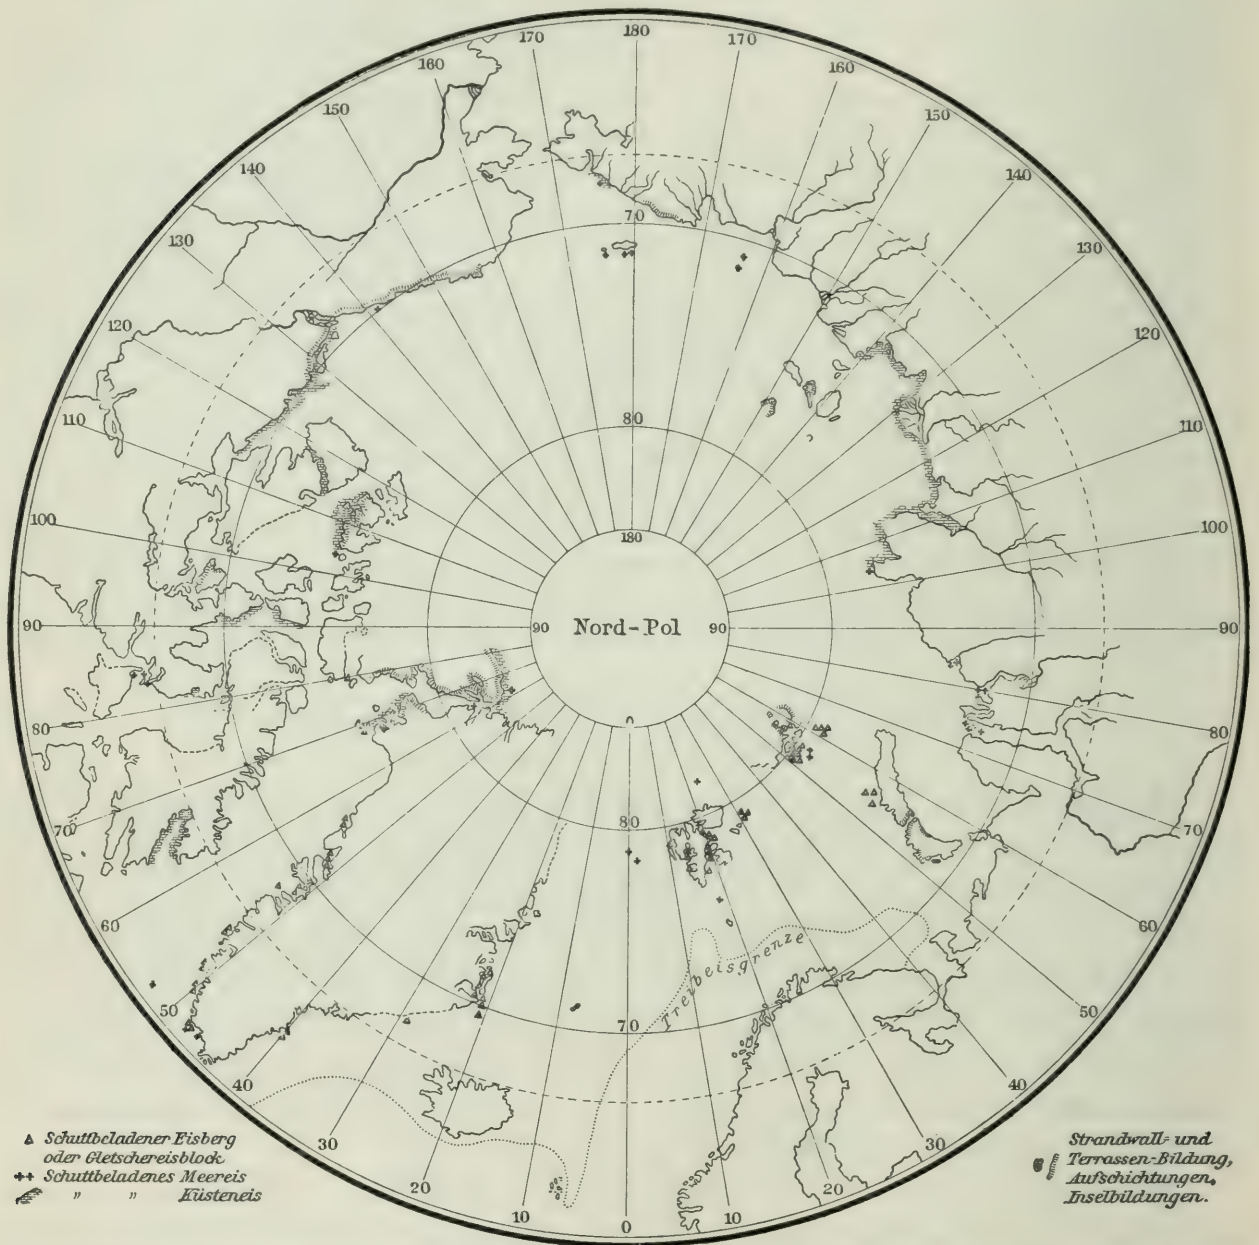 170 180 170
160 160
150 150
140 140
130 130
120 120
110 110
100 100
90 90
80 80
70 70
60 60
50 50
40 40
30 30
20 20
10 0 10
70
80
180
90 Nord-Pol 90
0
80
70
Treibeisgrenze
Schuttbeladener Eisberg
oder Gletschereisblock
Schuttbeladenes Meereis
" " Küsteneis
Strandwall- und
Terrassen-Bildung,
Aufschichtungen,
Inselbildungen.